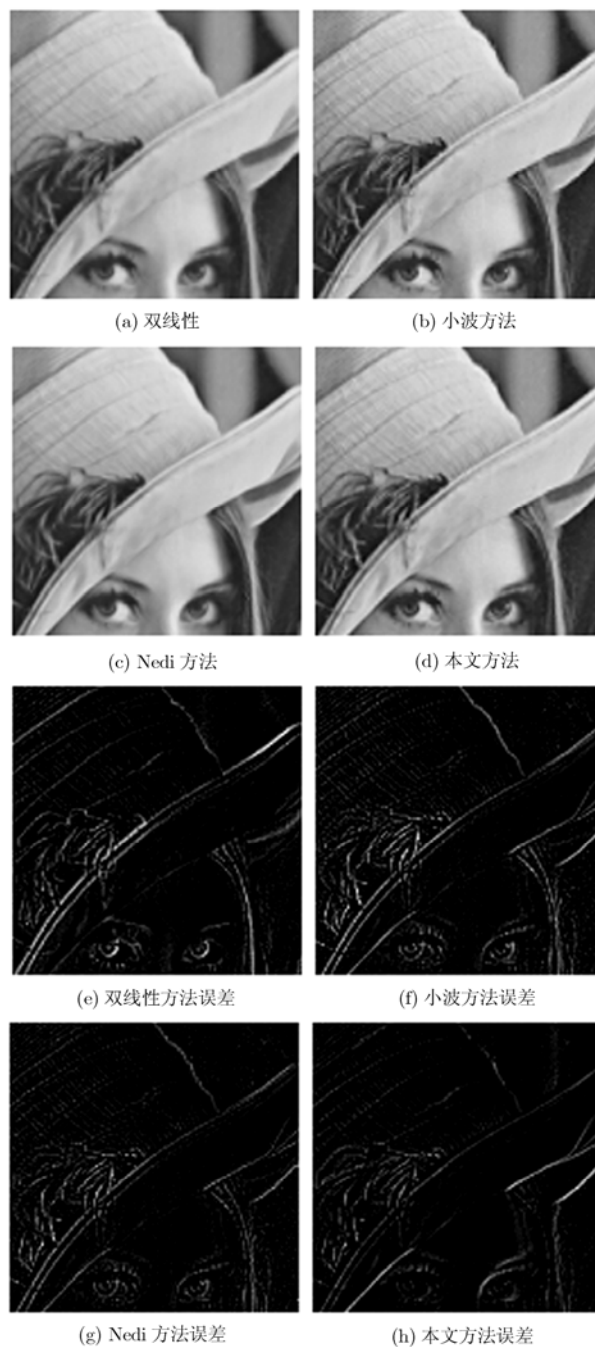 (a) 双线性
(b) 小波方法
(c) Nedi 方法
(d) 本文方法
(e) 双线性方法误差
(f) 小波方法误差
(g) Nedi 方法误差
(h) 本文方法误差